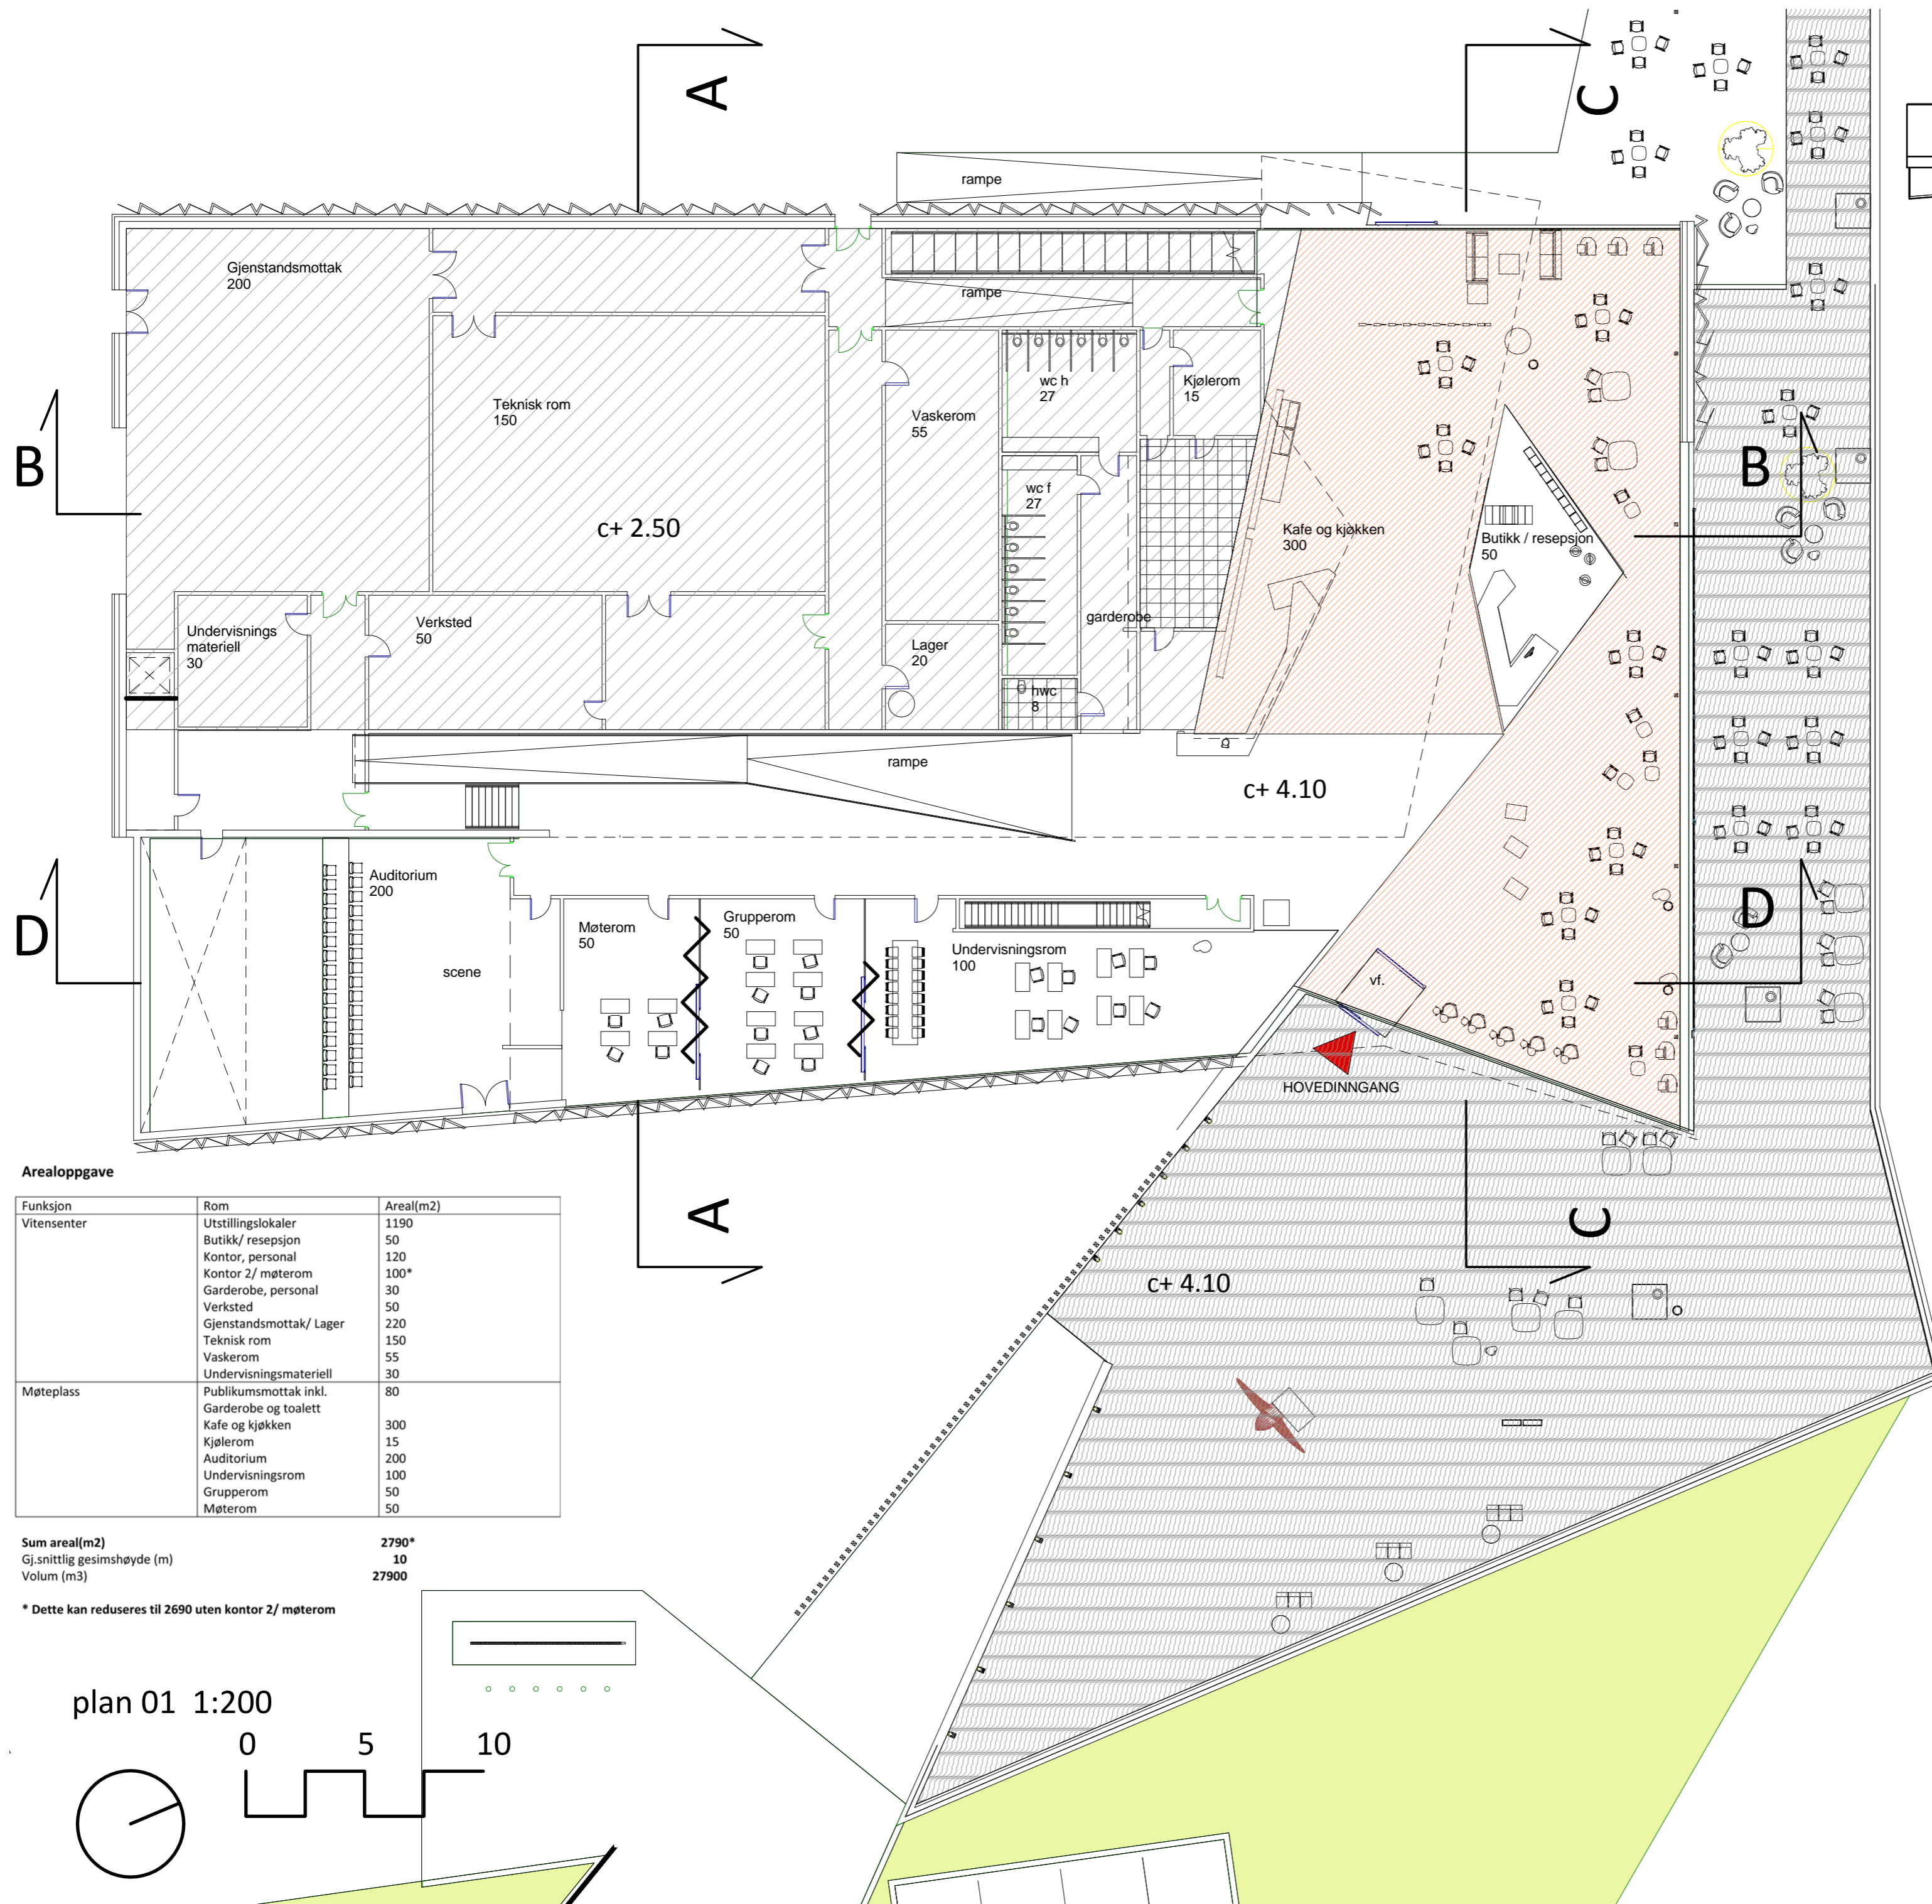 A
C
rampe
Gjenstandsmottak
200
rampe
Teknisk rom
150
wc h
27
Kjølerom
15
Vaskerom
55
B
B
wc f
27
c+ 2.50
Kafe og kjøkken
300
Butikk / resepsjon
50
Undervisnings
materiell
30
Verksted
50
garderobe
Lager
20
hwc
8
rampe
c+ 4.10
Auditorium
200
D
D
Møterom
50
Grupperom
50
scene
Undervisningsrom
100
vf.
HOVEDINNGANG
A
C
c+ 4.10
Arealoppgave
Funksjon Rom Areal(m2)
Vitensenter Utstillingslokaler 1190
Butikk/ resepsjon 50
Kontor, personal 120
Kontor 2/ møterom 100*
Garderobe, personal 30
Verksted 50
Gjenstandsmottak/ Lager 220
Teknisk rom 150
Vaskerom 55
Undervisningsmateriell 30
Møteplass Publikumsmottak inkl. 80
Garderobe og toalett
Kafe og kjøkken 300
Kjølerom 15
Auditorium 200
Undervisningsrom 100
Grupperom 50
Møterom 50
Sum areal(m2) 2790*
Gj.snittlig gesimshøyde (m) 10
Volum (m3) 27900
* Dette kan reduseres til 2690 uten kontor 2/ møterom
plan 01 1:200
0 5 10